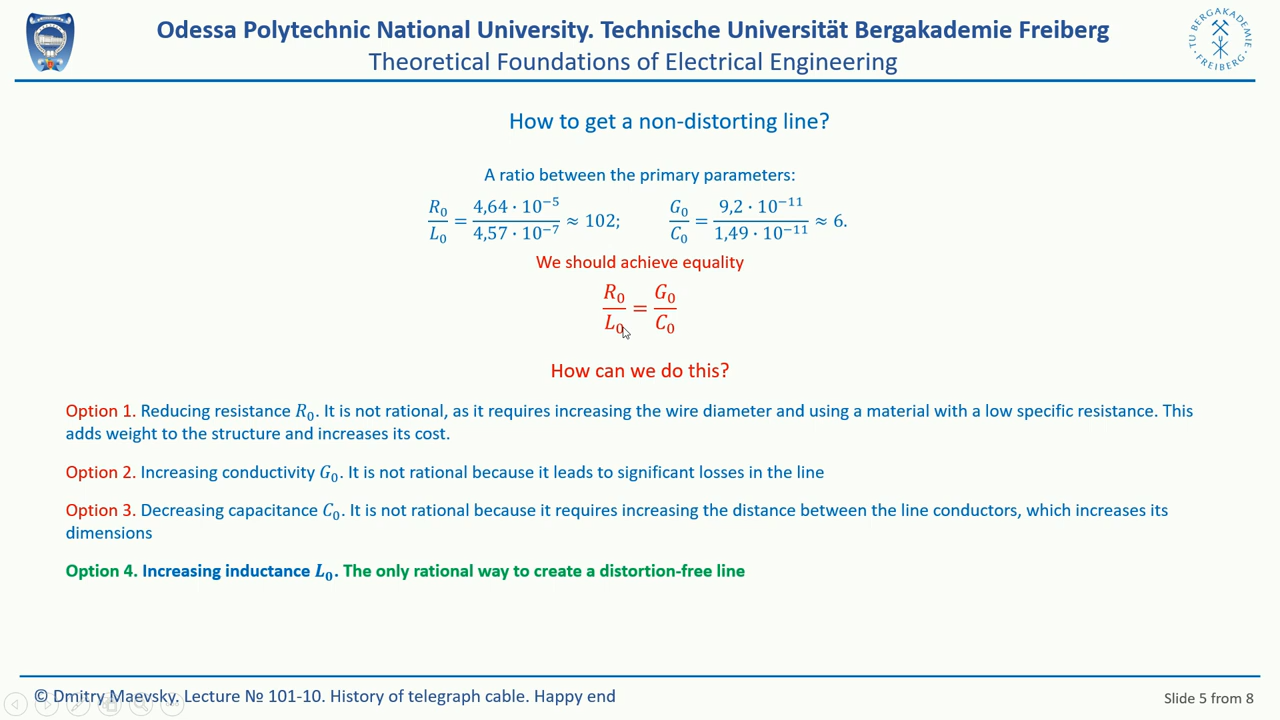 Odessa Polytechnic National University. Technische Universität Bergakademie Freiberg
Theoretical Foundations of Electrical Engineering
TU BERGAKADEMIE FREIBERG
How to get a non-distorting line?
A ratio between the primary parameters:
R₀/L₀ = 4,64 · 10⁻⁵/4,57 · 10⁻⁷ ≈ 102; G₀/C₀ = 9,2 · 10⁻¹¹/1,49 · 10⁻¹¹ ≈ 6.
We should achieve equality
R₀/L₀ = G₀/C₀
How can we do this?
Option 1. Reducing resistance R₀. It is not rational, as it requires increasing the wire diameter and using a material with a low specific resistance. This
adds weight to the structure and increases its cost.
Option 2. Increasing conductivity G₀. It is not rational because it leads to significant losses in the line
Option 3. Decreasing capacitance C₀. It is not rational because it requires increasing the distance between the line conductors, which increases its
dimensions
Option 4. Increasing inductance L₀. The only rational way to create a distortion-free line
© Dmitry Maevsky. Lecture № 101-10. History of telegraph cable. Happy end
Slide 5 from 8